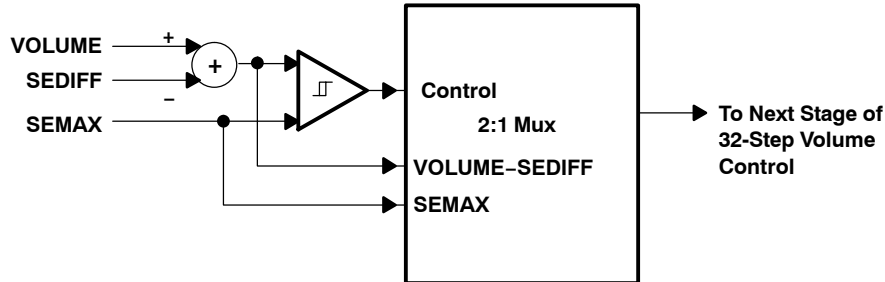 VOLUME
+
SEDIFF
+
−
SEMAX
Control
2:1 Mux
VOLUME−SEDIFF
SEMAX
To Next Stage of
32-Step Volume
Control